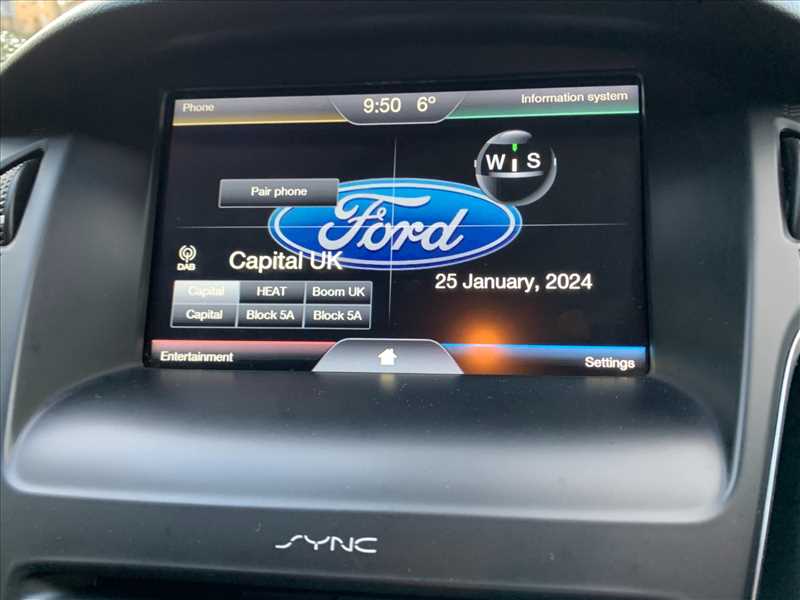 Phone
9:50 6°
Information system
W S
Pair phone
Ford
DAB
Capital UK
25 January, 2024
Capital HEAT Boom UK
Capital Block 5A Block 5A
Entertainment
Settings
SYNC